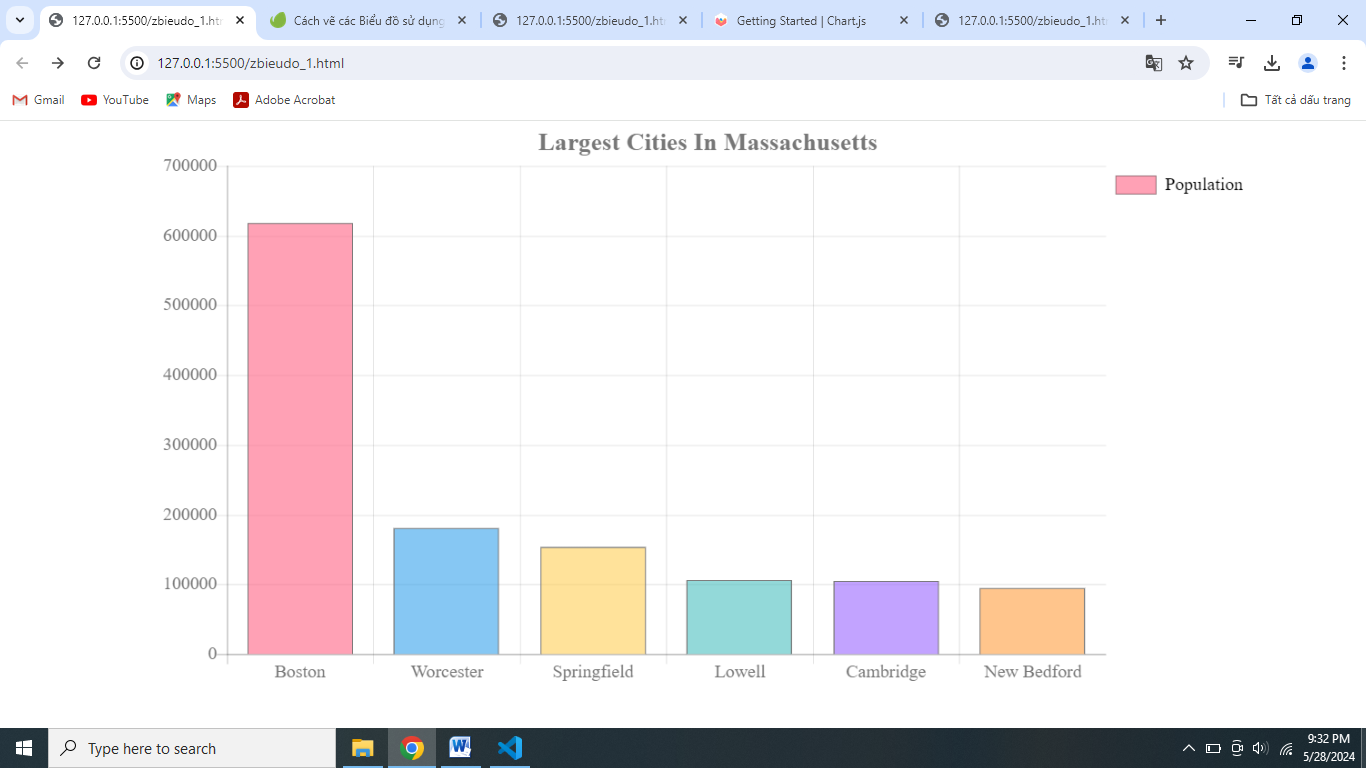 127.0.0.1:5500/zbieudo_1.ht
Cách vẽ các Biểu đồ sử dụng
127.0.0.1:5500/zbieudo_1.ht
Getting Started | Chart.js
127.0.0.1:5500/zbieudo_1.ht
127.0.0.1:5500/zbieudo_1.html
Gmail
YouTube
Maps
Adobe Acrobat
Tất cả dấu trang
Largest Cities In Massachusetts
Population
700000
600000
500000
400000
300000
200000
100000
0
Boston
Worcester
Springfield
Lowell
Cambridge
New Bedford
Type here to search
9:32 PM
5/28/2024